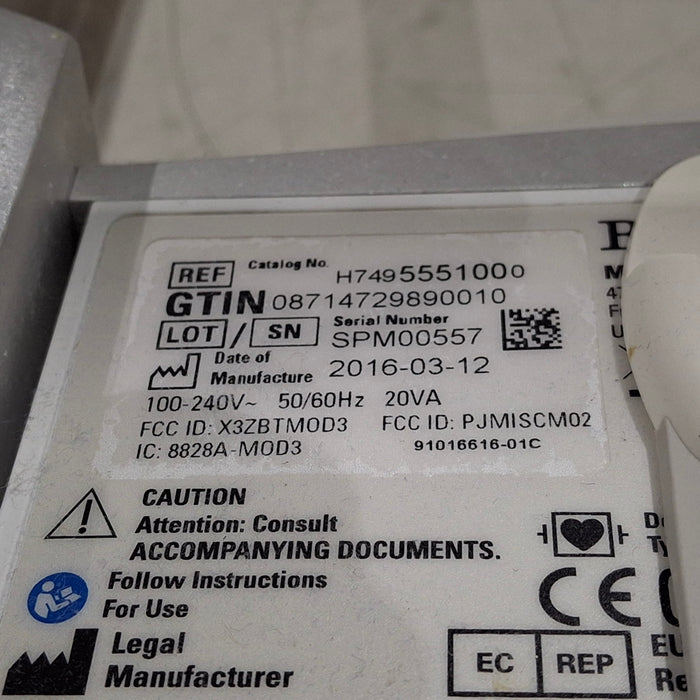 REF Catalog No. H7495551000
GTIN 08714729890010
LOT / SN Serial Number SPM00557
Date of Manufacture 2016-03-12
100-240V~ 50/60Hz 20VA
FCC ID: X3ZBTMOD3 FCC ID: PJMISCM02
IC: 8828A-MOD3 91016616-01C
CAUTION
Attention: Consult
ACCOMPANYING DOCUMENTS.
Follow Instructions
For Use
CE
Legal
Manufacturer
EC REP